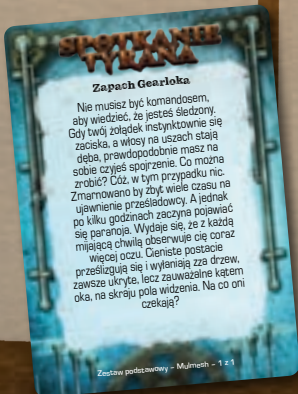 SPOTKANIE
TYRANA
Zapach Gearloka
Nie musisz być komandosem,
aby wiedzieć, że jesteś śledzony.
Gdy twój żołądek instynktownie się
zaciska, a włosy na uszach stają
dęba, prawdopodobnie masz na
sobie czyjeś spojrzenie. Co można
zrobić? Cóż, w tym przypadku nic.
Zmarnowano by zbyt wiele czasu na
ujawnienie prześladowcy. A jednak
po kilku godzinach zaczyna pojawiać
się paranoja. Wydaje się, że z każdą
mijającą chwilą obserwuje cię coraz
więcej oczu. Cieniste postacie
prześlizgują się i wyłaniają zza drzew,
zawsze ukryte, lecz zauważalne kątem
oka, na skraju pola widzenia. Na co oni
czekają?
Zestaw podstawowy – Mulmesh – 1 z 1